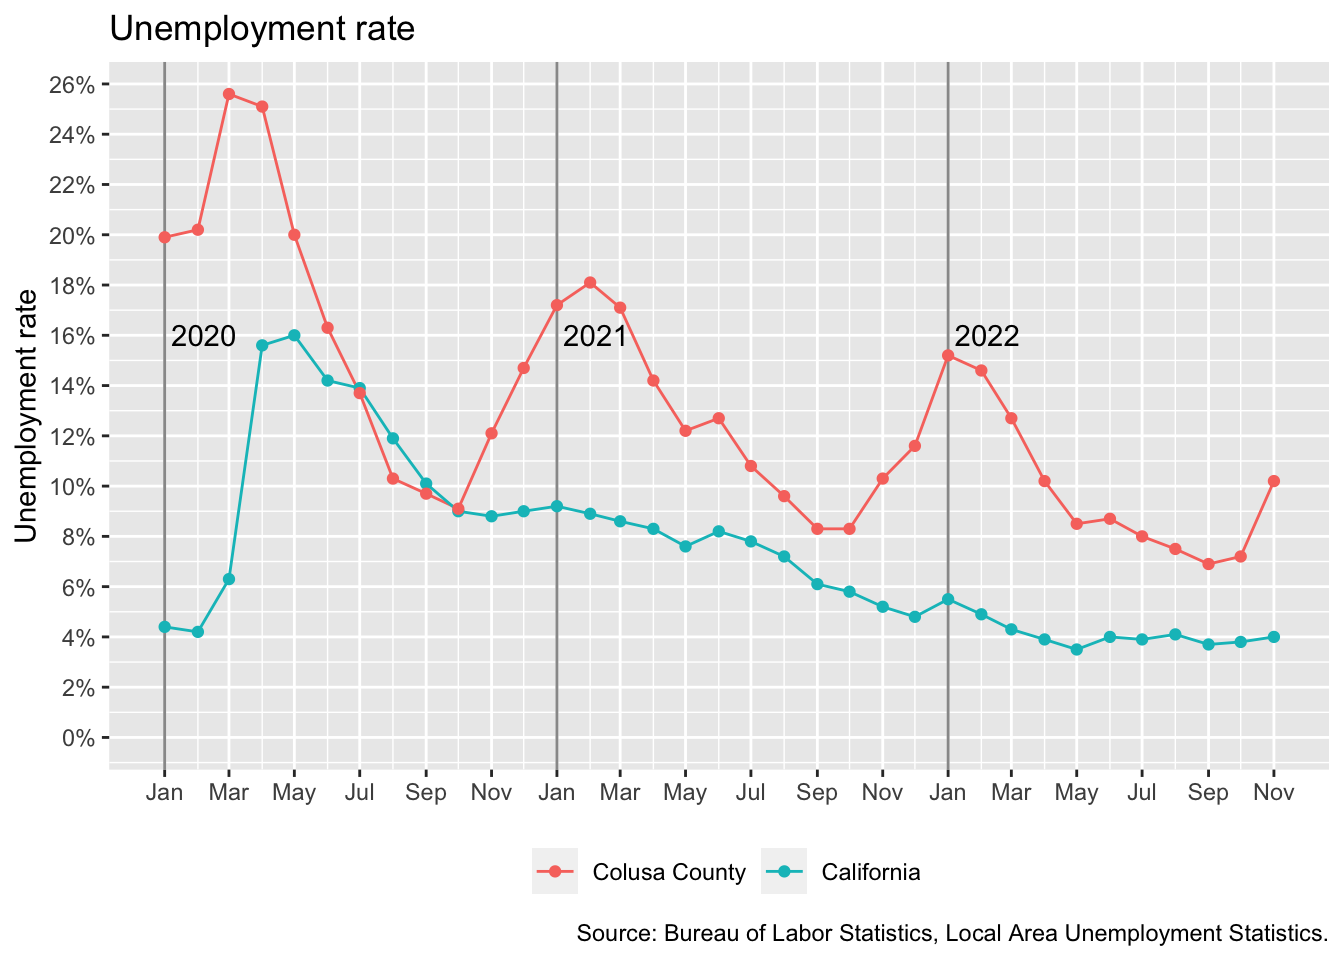 Unemployment rate
Unemployment rate
26%
24%
22%
20%
18%
16%
14%
12%
10%
8%
6%
4%
2%
0%
2020 2021 2022
Jan Mar May Jul Sep Nov Jan Mar May Jul Sep Nov Jan Mar May Jul Sep Nov
Colusa County California
Source: Bureau of Labor Statistics, Local Area Unemployment Statistics.